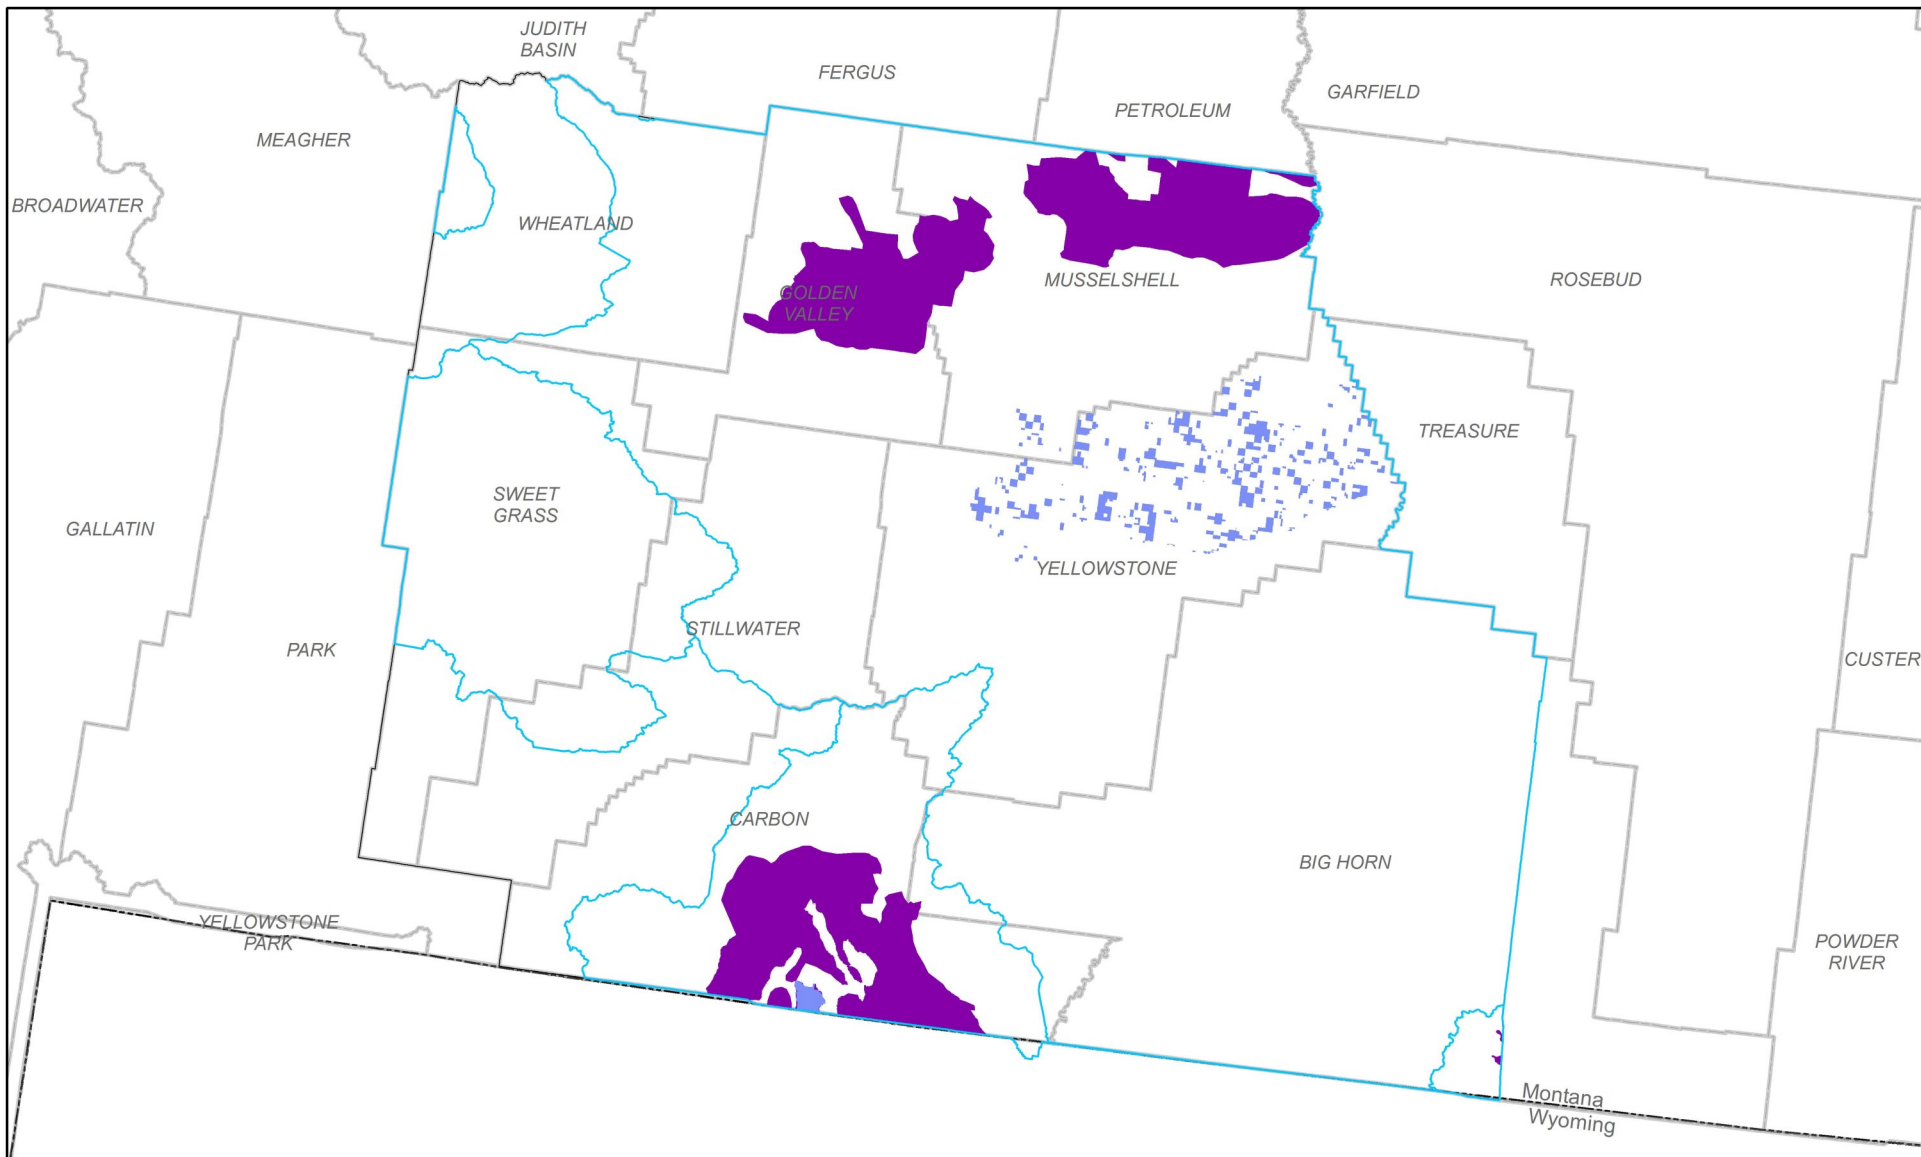 JUDITH
BASIN
FERGUS
GARFIELD
PETROLEUM
MEAGHER
BROADWATER
WHEATLAND
GOLDEN
VALLEY
MUSSELSHELL
ROSEBUD
TREASURE
SWEET
GRASS
GALLATIN
YELLOWSTONE
STILLWATER
PARK
CUSTER
CARBON
BIG HORN
YELLOWSTONE
PARK
POWDER
RIVER
Montana
Wyoming